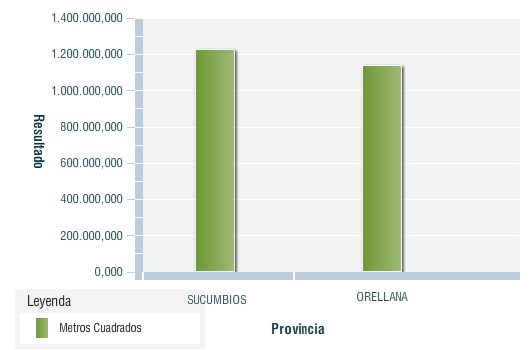 1.400.000,000
1.200.000,000
1.000.000,000
800.000,000
600.000,000
400.000,000
200.000,000
0,000
Resultado
SUCUMBIOS
ORELLANA
Provincia
Leyenda
Metros Cuadrados